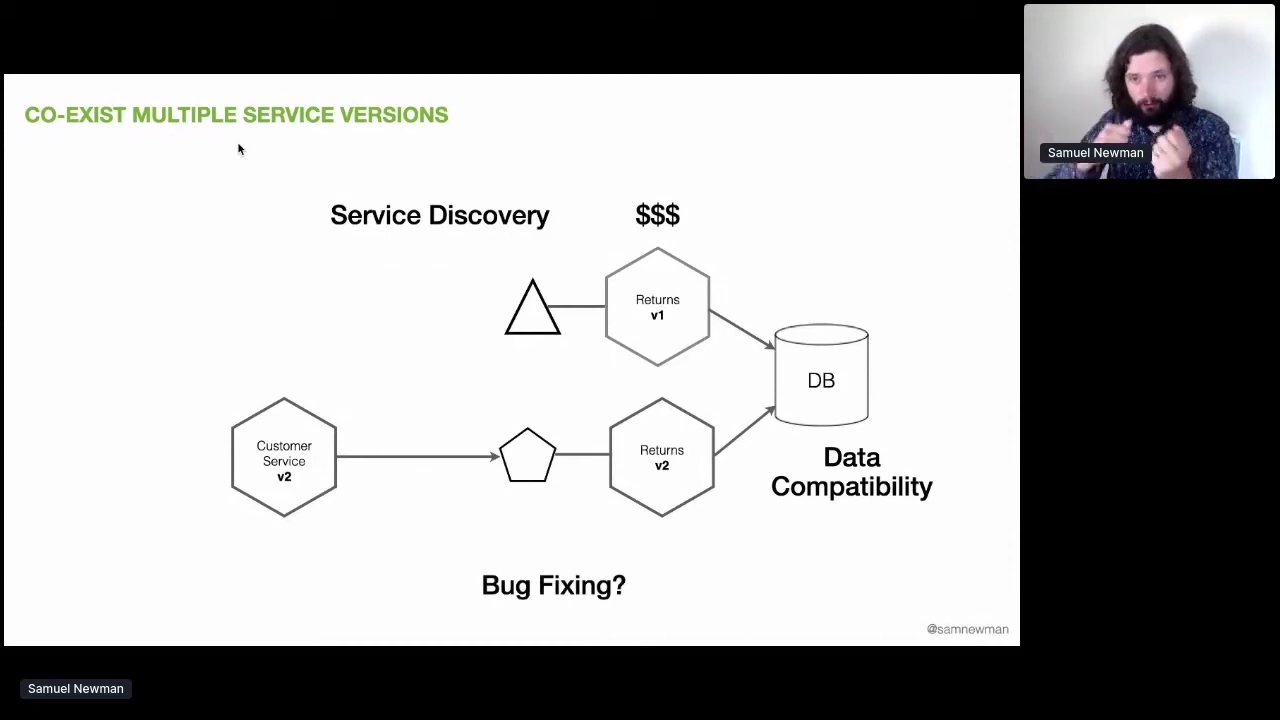 CO-EXIST MULTIPLE SERVICE VERSIONS
Service Discovery
$$$
Returns
v1
DB
Customer
Service
v2
Returns
v2
Data
Compatibility
Bug Fixing?
@samnewman
Samuel Newman
Samuel Newman